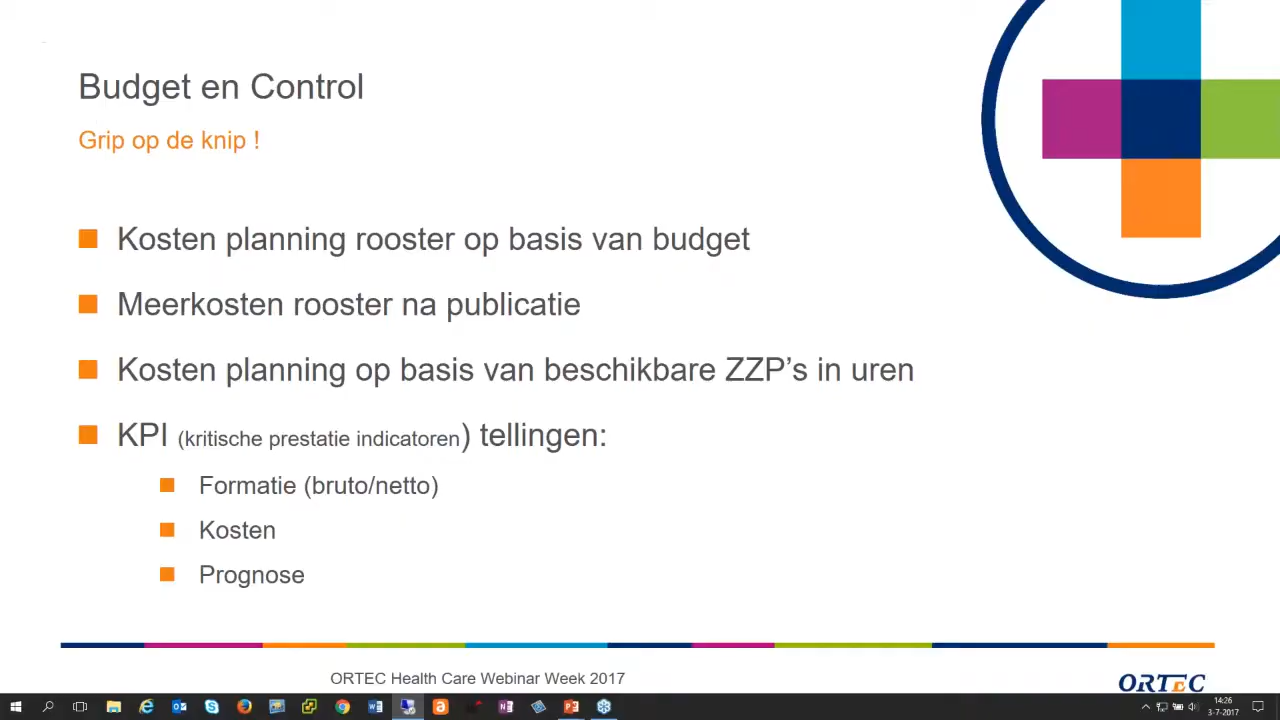 Budget en Control
Grip op de knip !
Kosten planning rooster op basis van budget
Meerkosten rooster na publicatie
Kosten planning op basis van beschikbare ZZP’s in uren
KPI (kritische prestatie indicatoren) tellingen:
Formatie (bruto/netto)
Kosten
Prognose
ORTEC Health Care Webinar Week 2017
ORTEC
14:26
3-7-2017